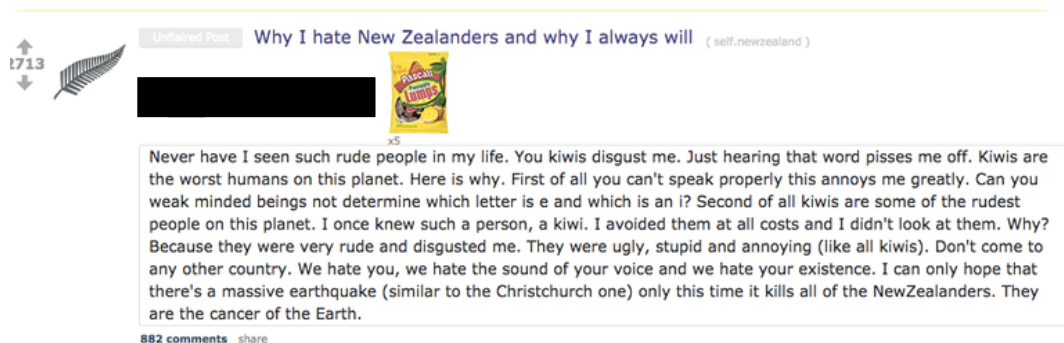 Unflaired Post Why I hate New Zealanders and why I always will ( self.newzealand )
2713
Pascall
Lumps
x5
Never have I seen such rude people in my life. You kiwis disgust me. Just hearing that word pisses me off. Kiwis are
the worst humans on this planet. Here is why. First of all you can't speak properly this annoys me greatly. Can you
weak minded beings not determine which letter is e and which is an i? Second of all kiwis are some of the rudest
people on this planet. I once knew such a person, a kiwi. I avoided them at all costs and I didn't look at them. Why?
Because they were very rude and disgusted me. They were ugly, stupid and annoying (like all kiwis). Don't come to
any other country. We hate you, we hate the sound of your voice and we hate your existence. I can only hope that
there's a massive earthquake (similar to the Christchurch one) only this time it kills all of the NewZealanders. They
are the cancer of the Earth.
882 comments share